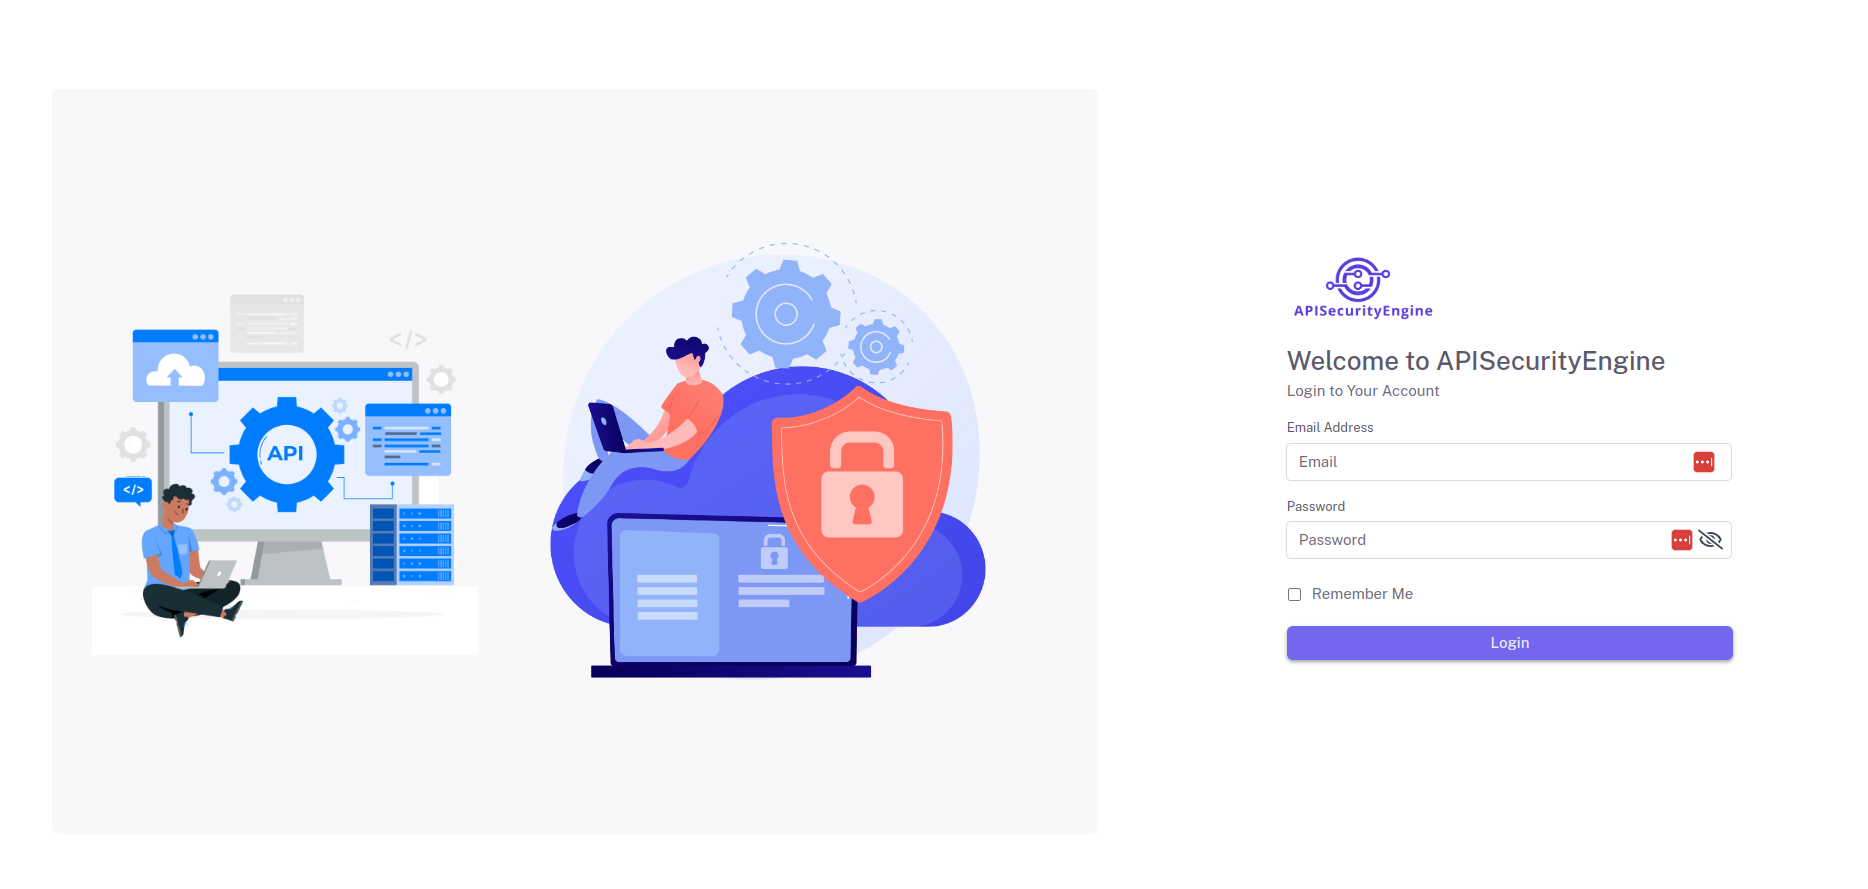 </>
API
</>
APISecurityEngine
Welcome to APISecurityEngine
Login to Your Account
Email Address
Email
Password
Password
Remember Me
Login